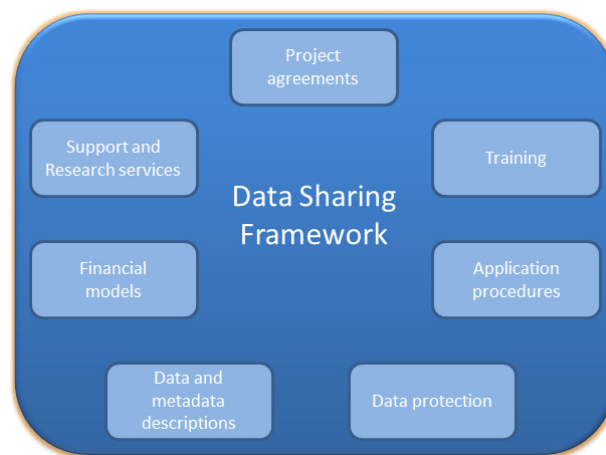 Project
agreements
Support and
Research services
Training
Data Sharing
Framework
Financial
models
Application
procedures
Data and
metadata
descriptions
Data protection